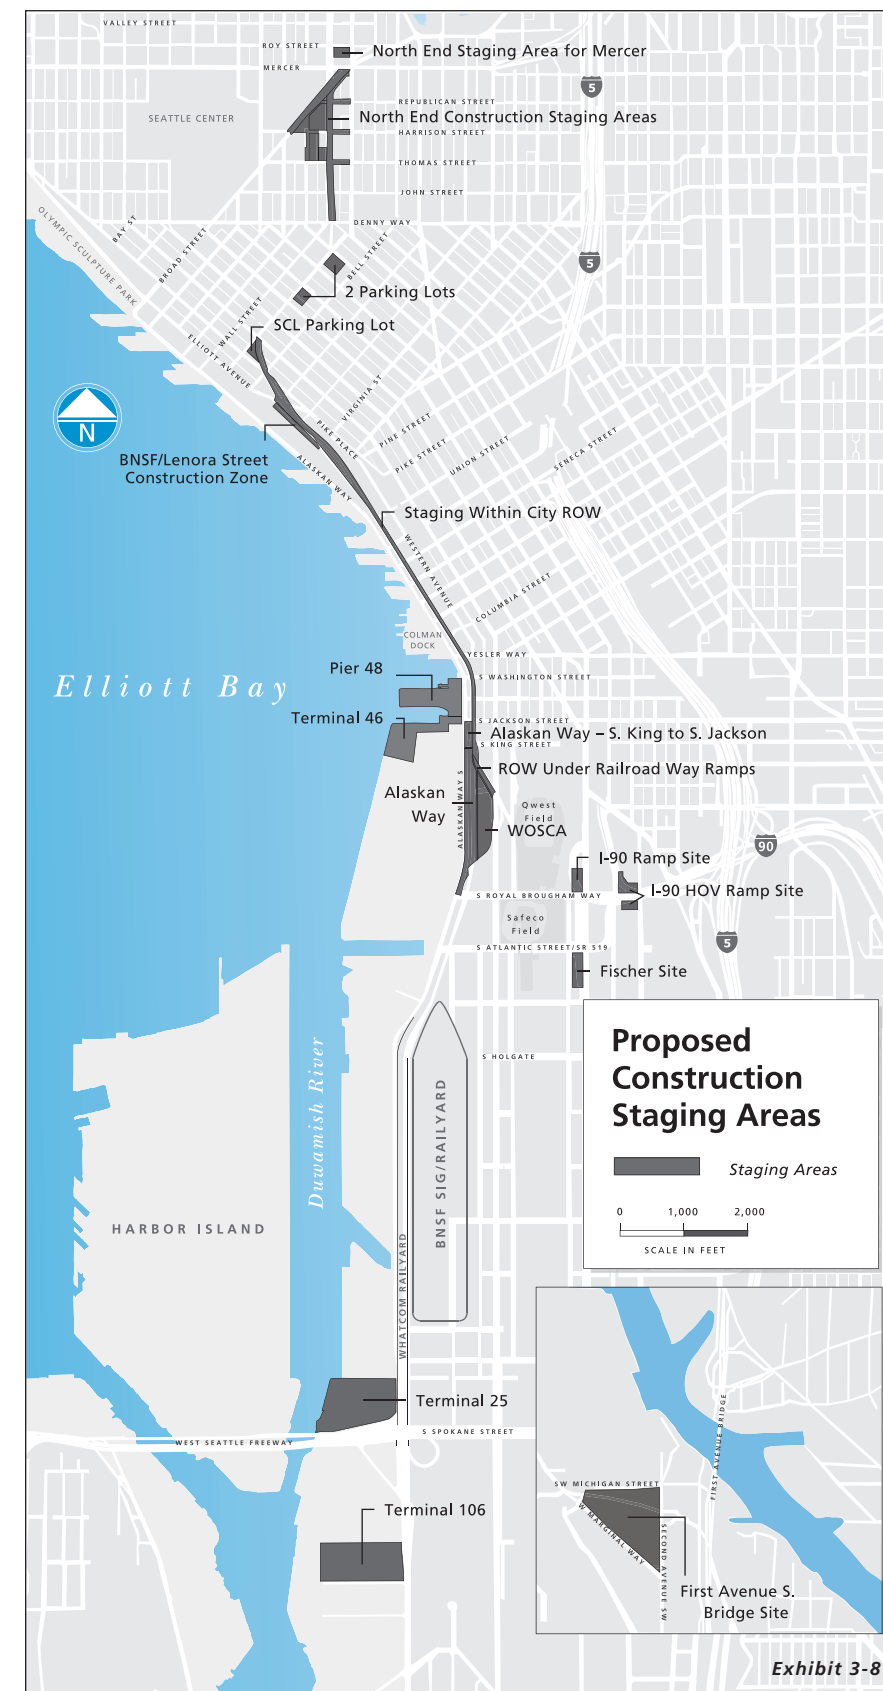 VALLEY STREET
ROY STREET
North End Staging Area for Mercer
MERCER
5
REPUBLICAN STREET
SEATTLE CENTER
North End Construction Staging Areas
HARRISON STREET
THOMAS STREET
JOHN STREET
OLYMPIC SCULPTURE PARK
BAY ST
BROAD STREET
DENNY WAY
BELL STREET
5
2 Parking Lots
WALL STREET
SCL Parking Lot
ELLIOTT AVENUE
VIRGINIA ST
N
PIKE PLACE
PINE STREET
PIKE STREET
UNION STREET
SENECA STREET
BNSF/Lenora Street
Construction Zone
ALASKAN WAY
Staging Within City ROW
WESTERN AVENUE
COLUMBIA STREET
COLMAN
DOCK
YESLER WAY
Pier 48
S WASHINGTON STREET
Elliott Bay
Terminal 46
S JACKSON STREET
Alaskan Way – S. King to S. Jackson
S KING STREET
ROW Under Railroad Way Ramps
Alaskan
Way
ALASKAN WAY S
Qwest
Field
WOSCA
90
I-90 Ramp Site
I-90 HOV Ramp Site
S ROYAL BROUGHAM WAY
Safeco
Field
5
S ATLANTIC STREET/SR 519
Fischer Site
Proposed
Construction
Staging Areas
Staging Areas
0 1,000 2,000
SCALE IN FEET
S HOLGATE
Duwamish River
BNSF SIG/RAILYARD
HARBOR ISLAND
WHATCOM RAILYARD
Terminal 25
S SPOKANE STREET
WEST SEATTLE FREEWAY
Terminal 106
FIRST AVENUE BRIDGE
SW MICHIGAN STREET
W MARGINAL WAY
SECOND AVENUE SW
First Avenue S.
Bridge Site
Exhibit 3-8